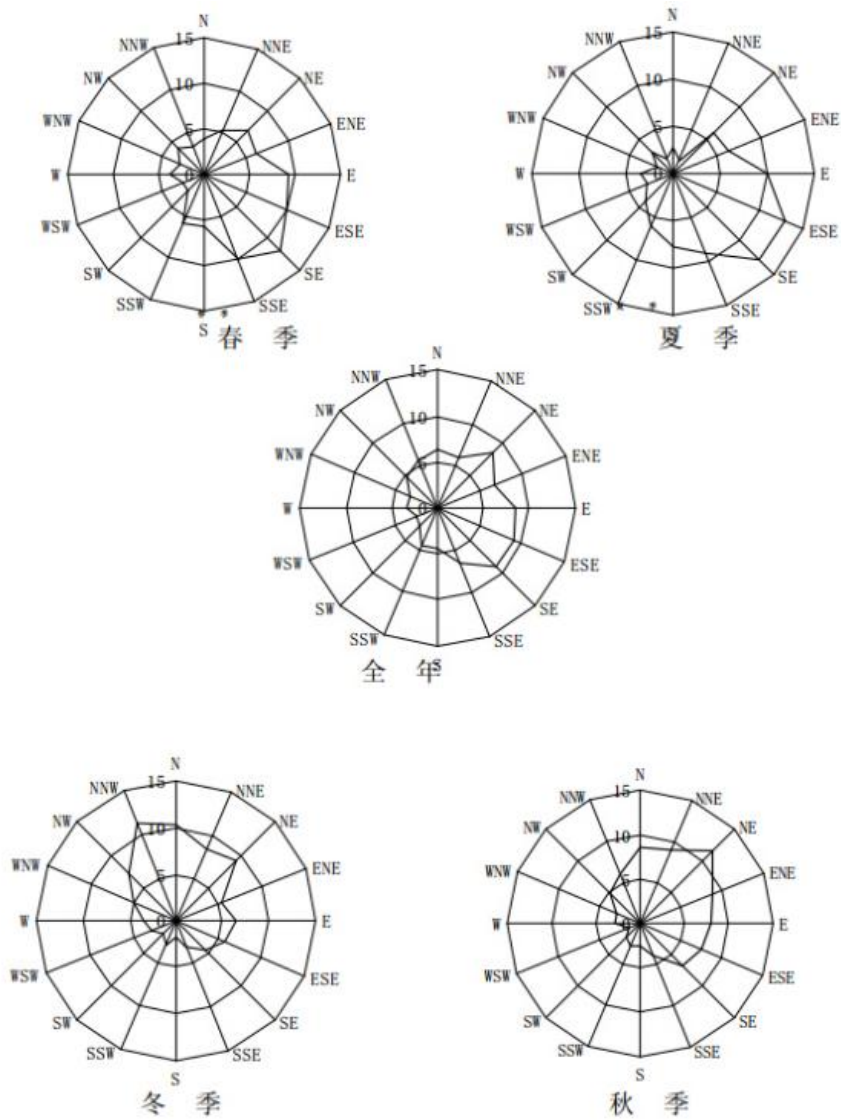 N
NNW 15 NNE
NW 10 NE
WNW 5 ENE
W 0 E
WSW ESE
SW SE
SSW SSE
S
春 季
N
NNW 15 NNE
NW 10 NE
WNW 5 ENE
W 0 E
WSW ESE
SW SE
SSW 季 SSE
夏 季
N
NNW 15 NNE
NW 10 NE
WNW 5 ENE
W 0 E
WSW ESE
SW SE
SSW SSE
S
全 年
N
NNW 15 NNE
NW 10 NE
WNW 5 ENE
W 0 E
WSW ESE
SW SE
SSW SSE
S
冬 季
N
NNW 15 NNE
NW 10 NE
WNW 5 ENE
W 0 E
WSW ESE
SW SE
SSW SSE
S
秋 季